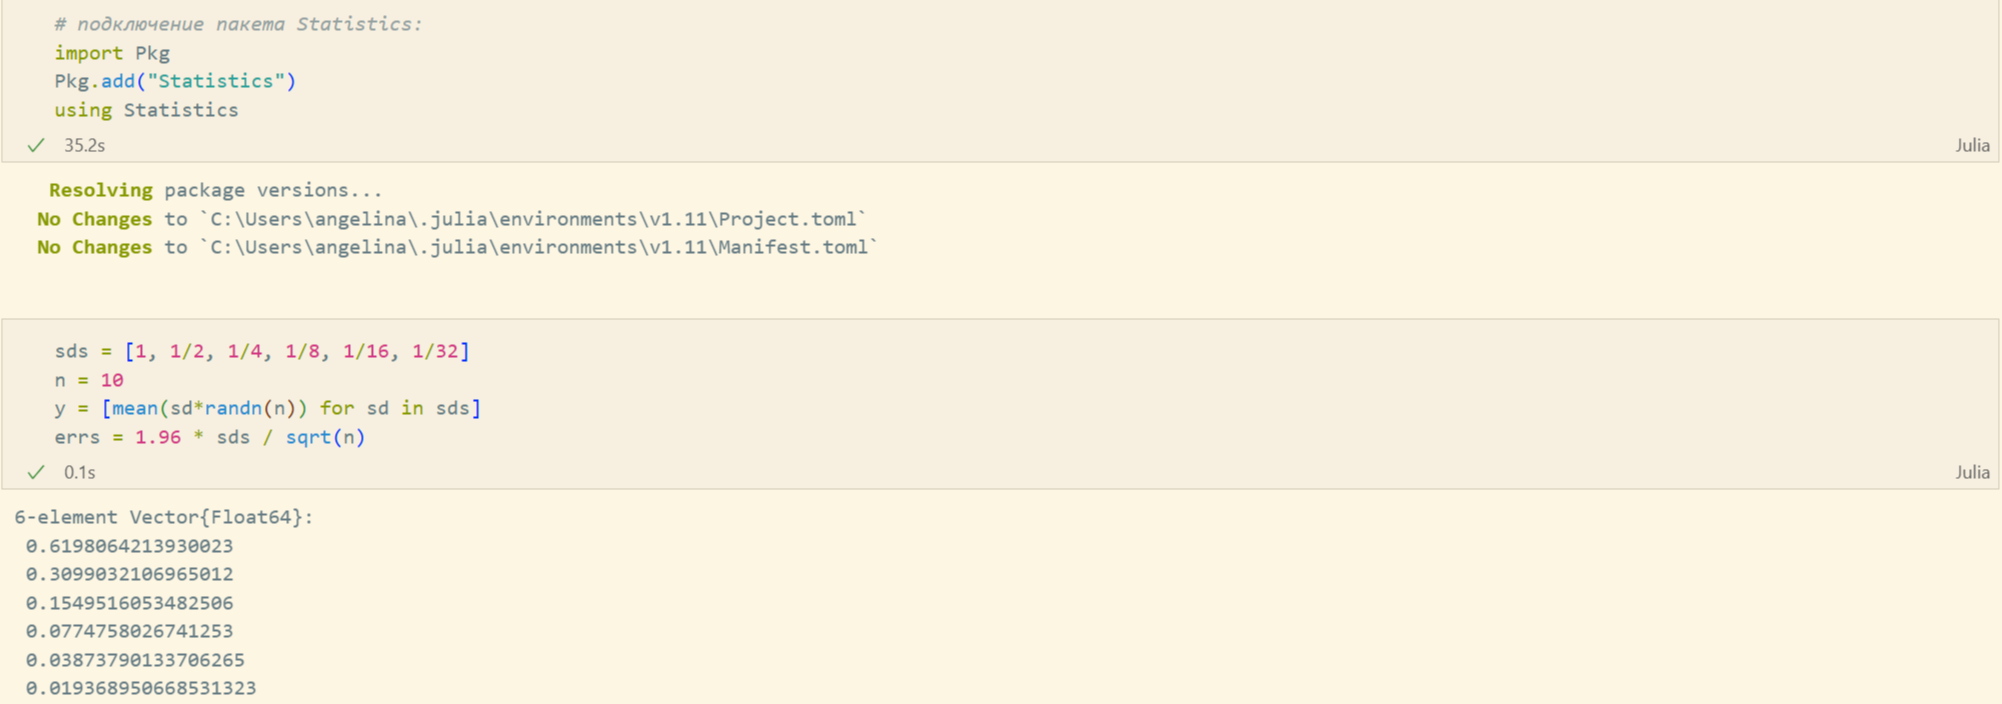 # подключение пакета Statistics:
import Pkg
Pkg.add("Statistics")
using Statistics
✓ 35.2s
Julia
Resolving package versions...
No Changes to `C:\Users\angelina\.julia\environments\v1.11\Project.toml`
No Changes to `C:\Users\angelina\.julia\environments\v1.11\Manifest.toml`
sds = [1, 1/2, 1/4, 1/8, 1/16, 1/32]
n = 10
y = [mean(sd*randn(n)) for sd in sds]
errs = 1.96 * sds / sqrt(n)
✓ 0.1s
Julia
6-element Vector{Float64}:
0.6198064213930023
0.3099032106965012
0.1549516053482506
0.0774758026741253
0.03873790133706265
0.019368950668531323